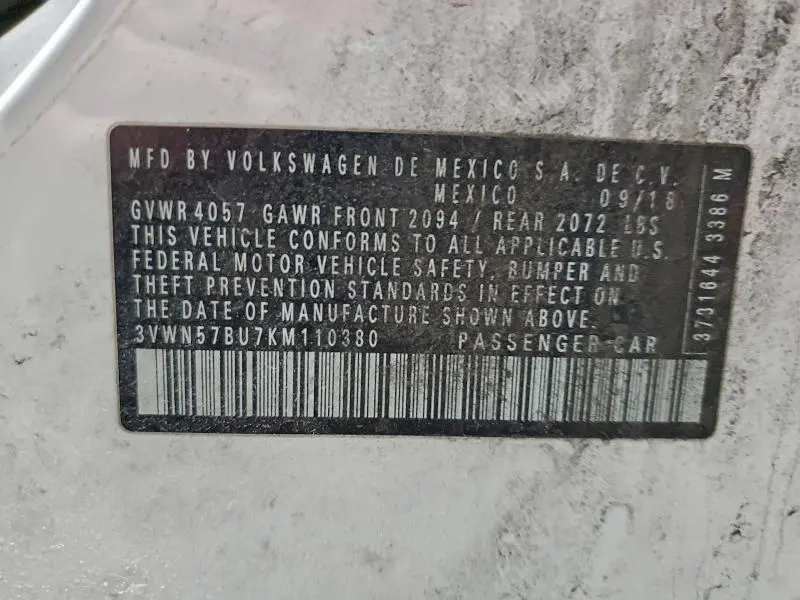 MFD BY VOLKSWAGEN DE MEXICO S.A. DE C.V.
MEXICO 09/18
GVWR 4057 GAWR FRONT 2094 / REAR 2072 LBS
THIS VEHICLE CONFORMS TO ALL APPLICABLE U.S.
FEDERAL MOTOR VEHICLE SAFETY, BUMPER AND
THEFT PREVENTION STANDARDS IN EFFECT ON
THE DATE OF MANUFACTURE SHOWN ABOVE.
3VWN57BU7KM110380 PASSENGER CAR
3731644 3386 M